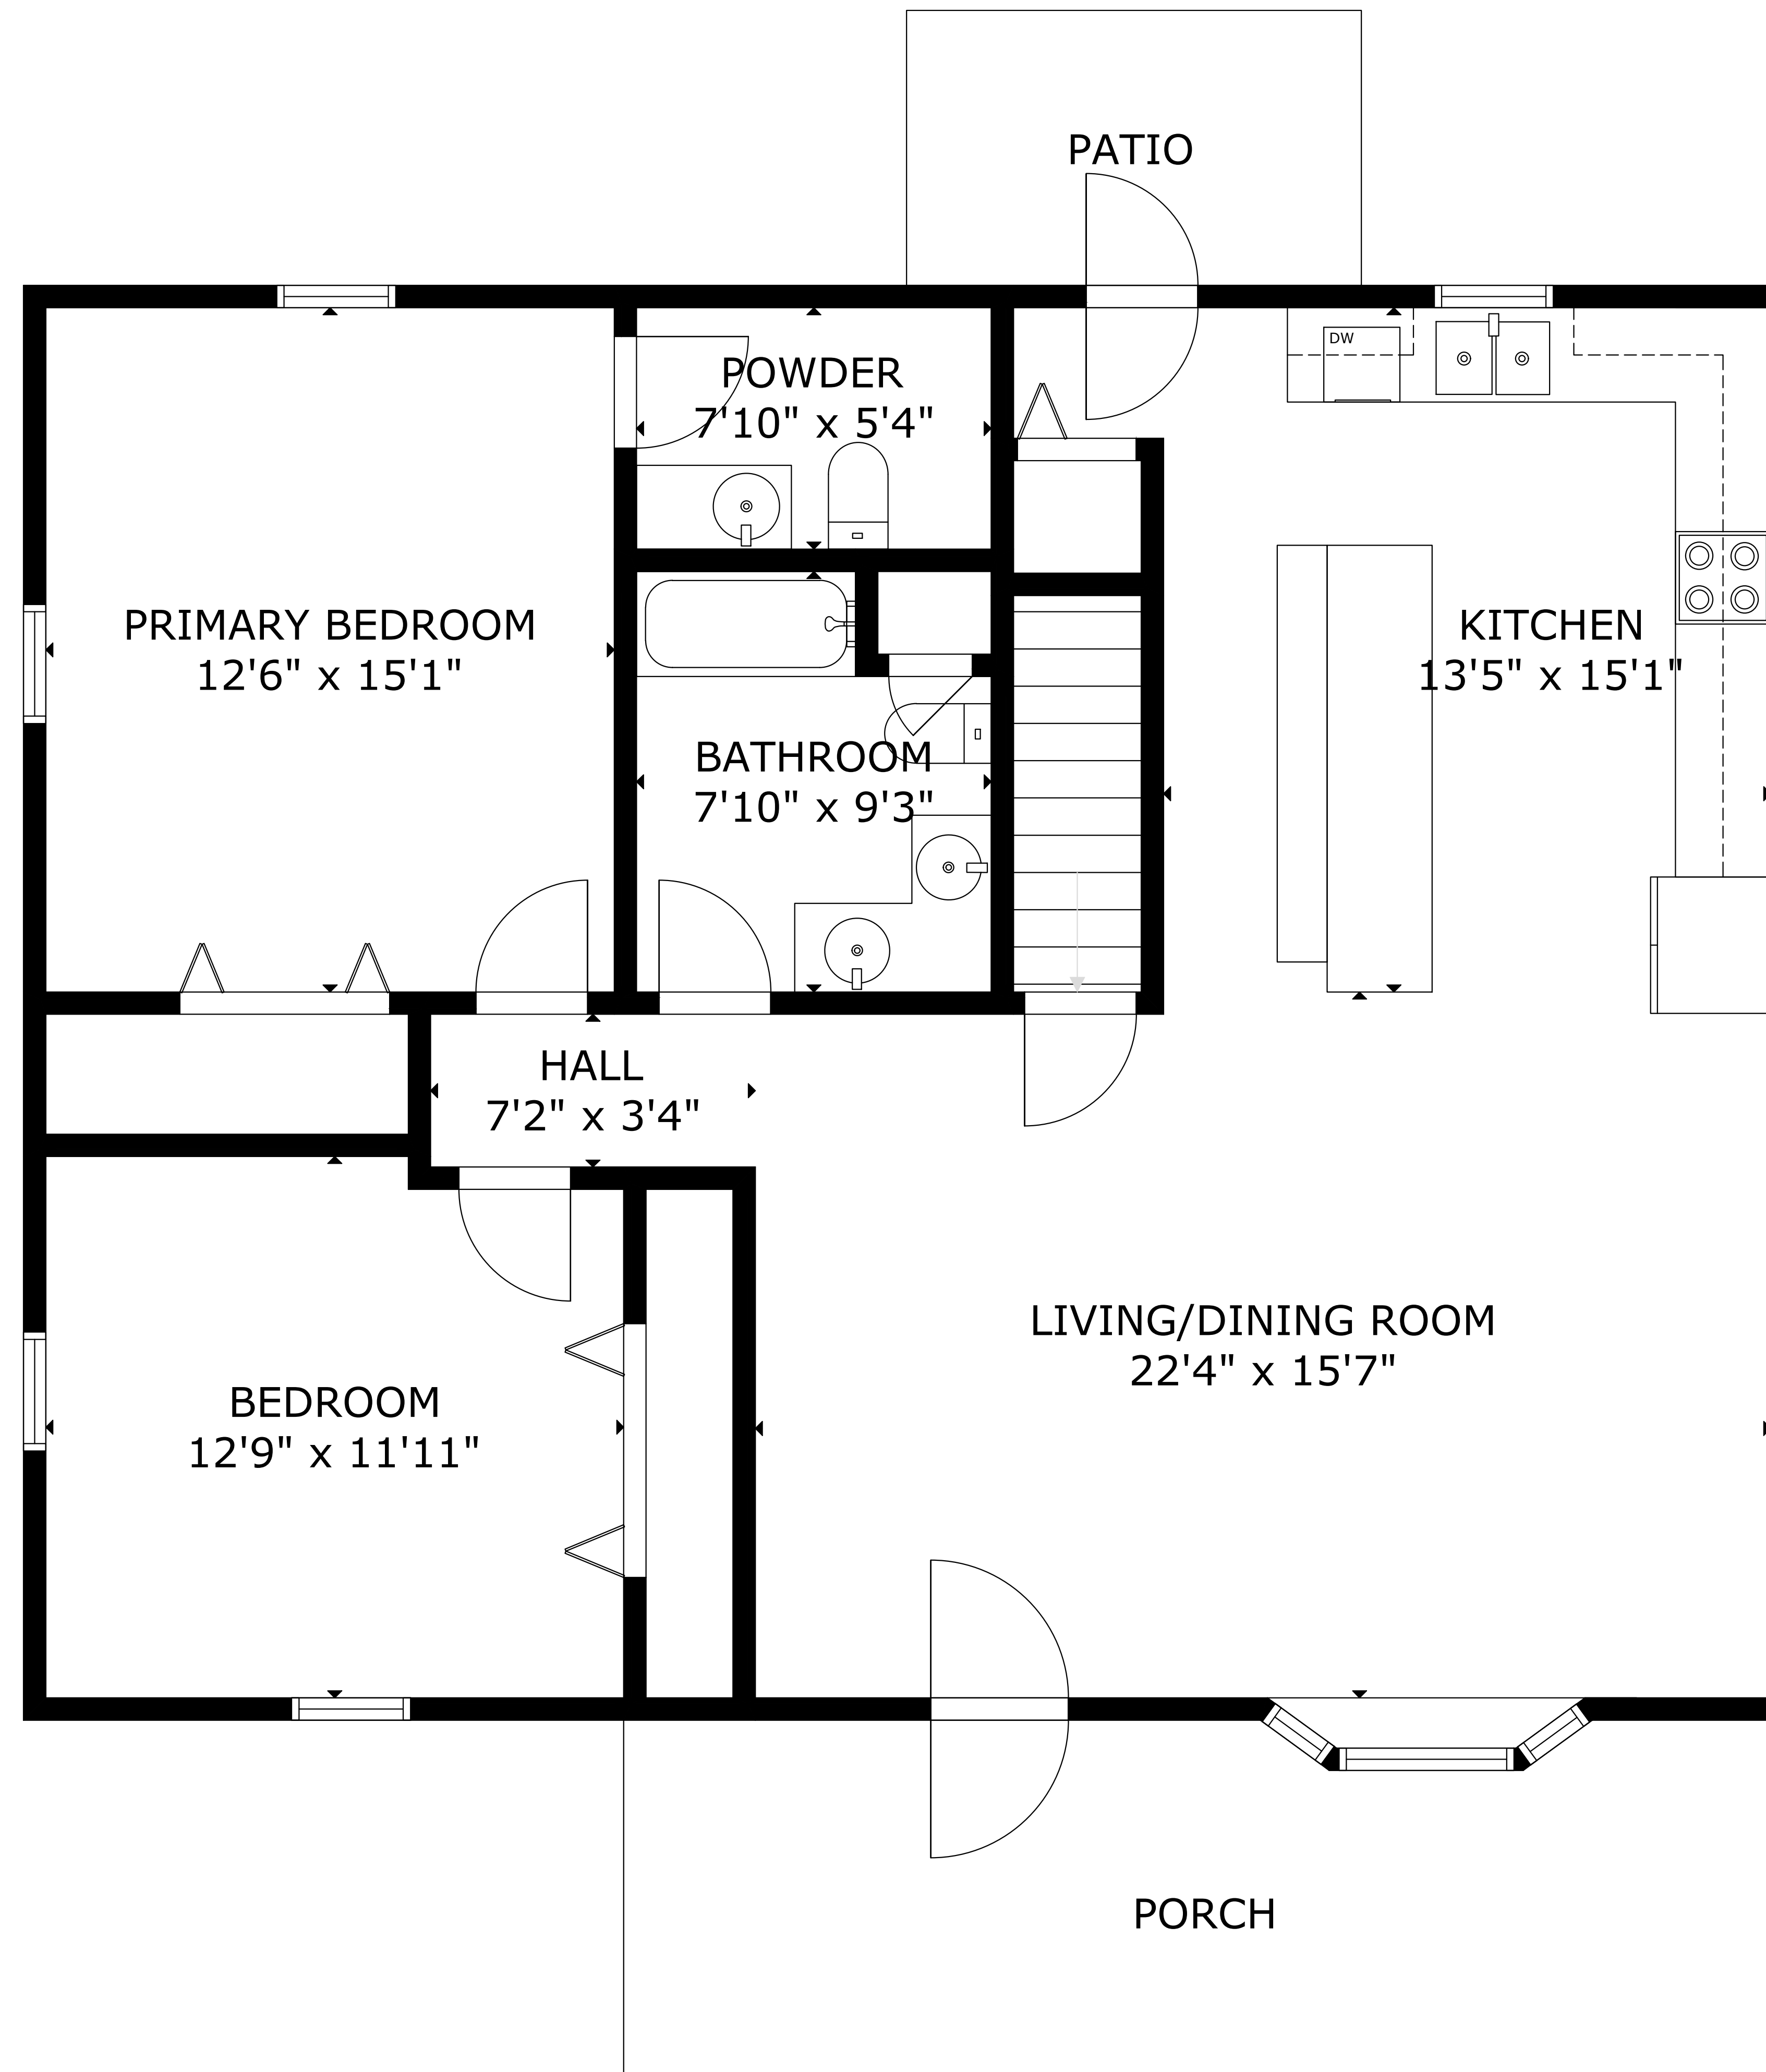 PATIO
DW
POWDER
7'10" x 5'4"
PRIMARY BEDROOM
12'6" x 15'1"
KITCHEN
13'5" x 15'1"
BATHROOM
7'10" x 9'3"
HALL
7'2" x 3'4"
LIVING/DINING ROOM
22'4" x 15'7"
BEDROOM
12'9" x 11'11"
PORCH